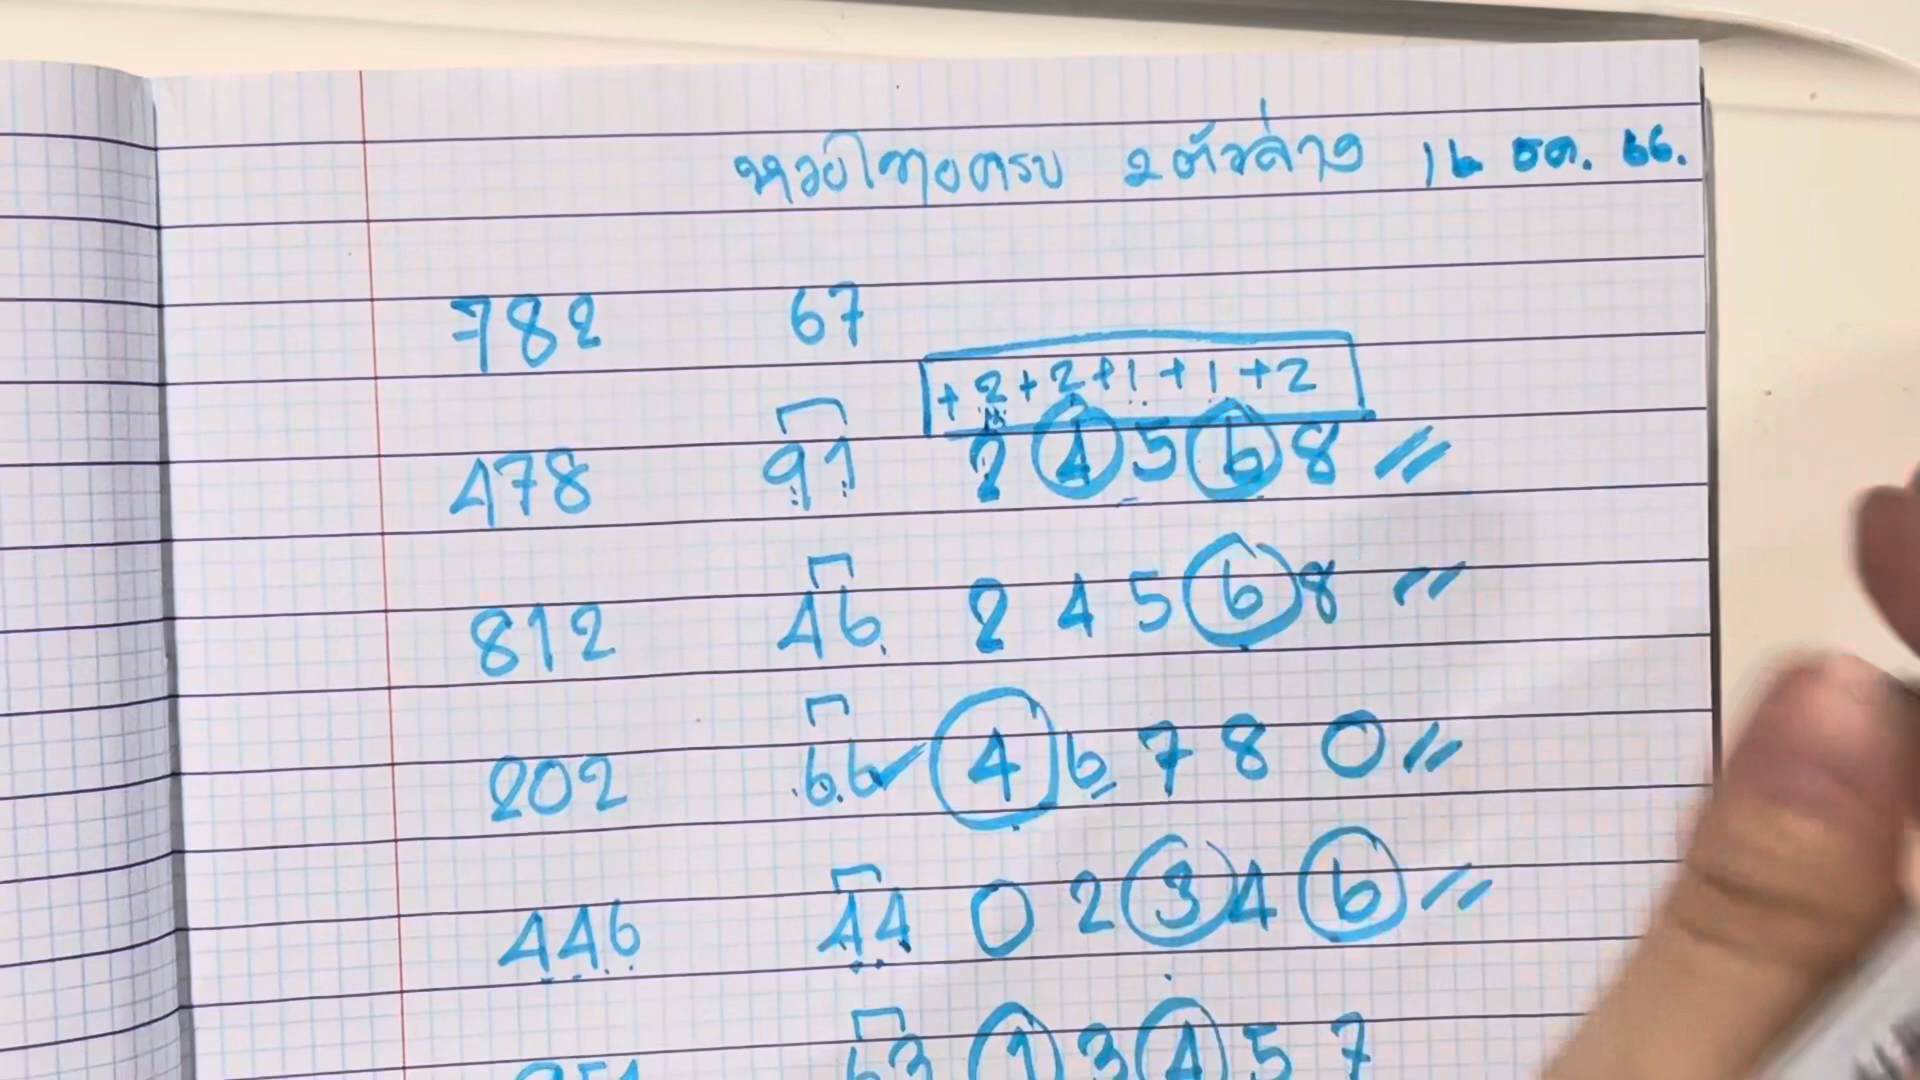 หวยไทยครบ 2ตัวล่าง 16 ธค. 66.
782 67
+2+2+1+1+2
478 91 2 4 5 6 8 //
812 46 2 4 5 6 8 //
202 66✓ 4 6 7 8 0 //
446 44 0 2 3 4 6 //
63 1 3 4 5 7